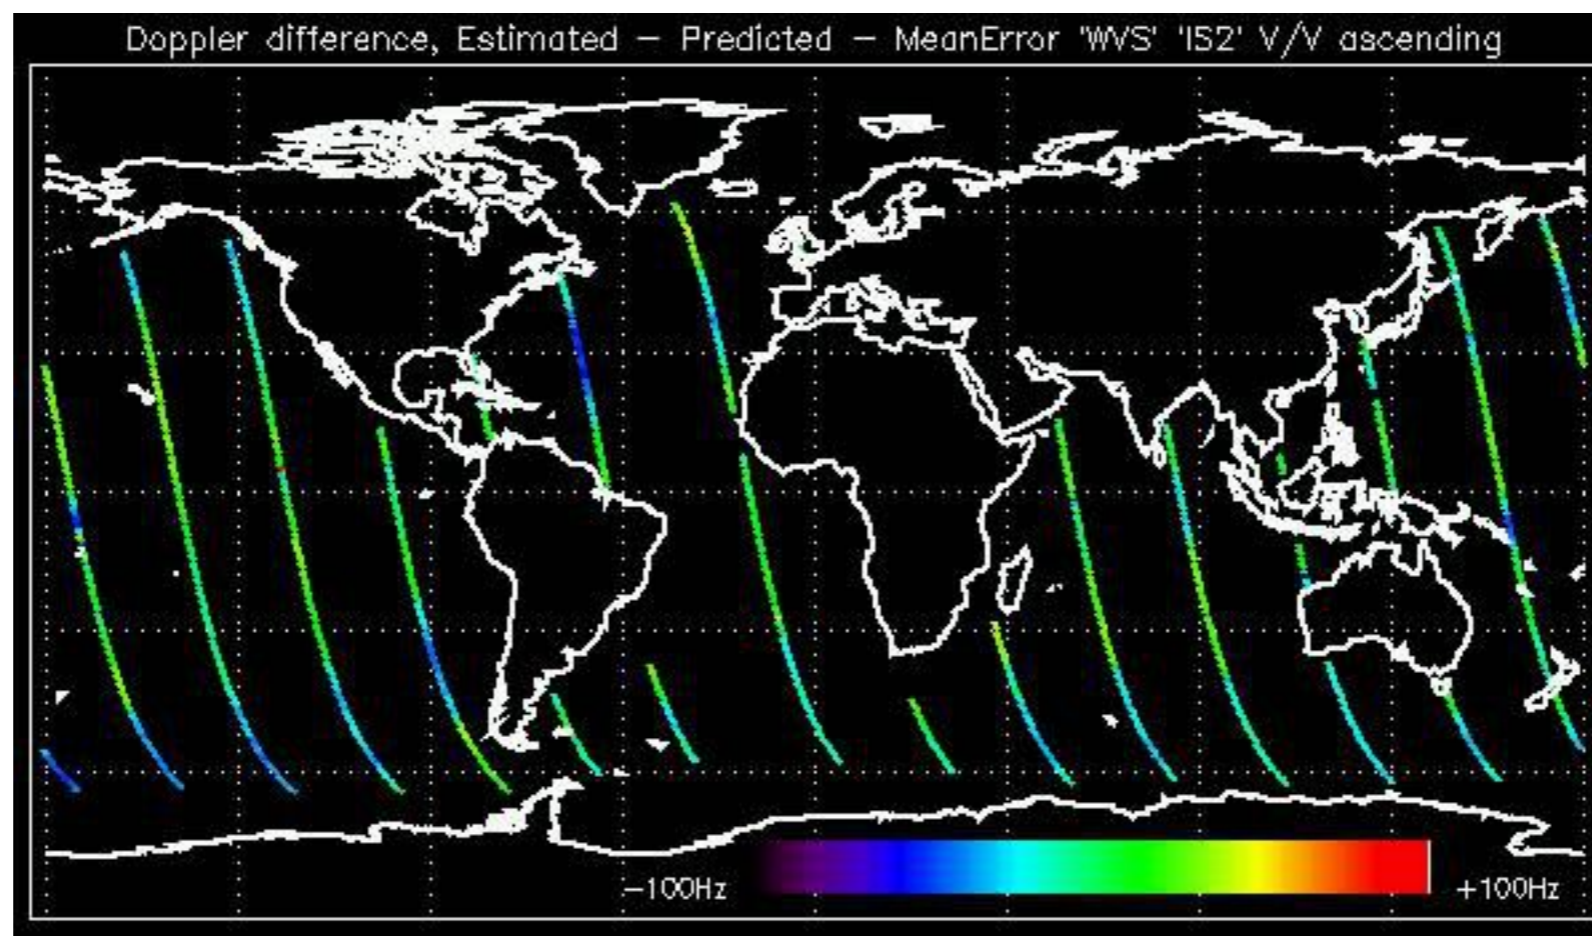 Doppler difference, Estimated – Predicted – MeanError 'WVS' 'IS2' V/V ascending
–100Hz
+100Hz